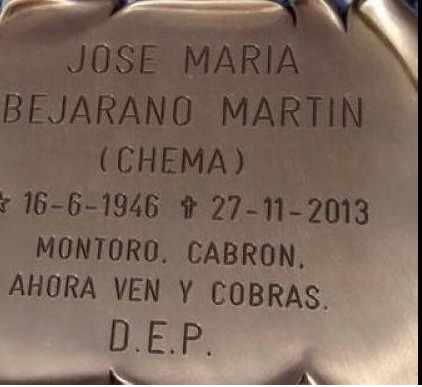 JOSE MARIA
BEJARANO MARTIN
(CHEMA)
☆ 16-6-1946 ✞ 27-11-2013
MONTORO. CABRON.
AHORA VEN Y COBRAS.
D.E.P.